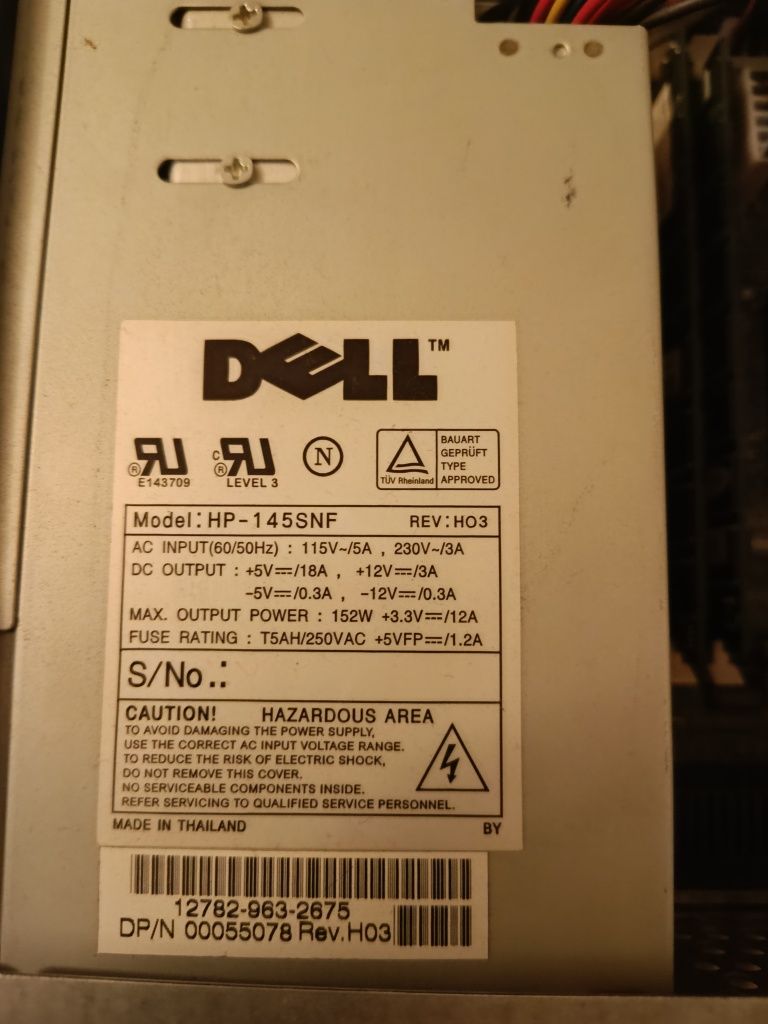 DELL™
UR E143709
C UR LEVEL 3
N
TÜV Rheinland
BAUART
GEPRÜFT
TYPE
APPROVED
Model:HP-145SNF REV:HO3
AC INPUT(60/50Hz) : 115V~/5A , 230V~/3A
DC OUTPUT : +5V⎓/18A , +12V⎓/3A
-5V⎓/0.3A , -12V⎓/0.3A
MAX. OUTPUT POWER : 152W +3.3V⎓/12A
FUSE RATING : T5AH/250VAC +5VFP⎓/1.2A
S/No.:
CAUTION! HAZARDOUS AREA
TO AVOID DAMAGING THE POWER SUPPLY,
USE THE CORRECT AC INPUT VOLTAGE RANGE.
TO REDUCE THE RISK OF ELECTRIC SHOCK,
DO NOT REMOVE THIS COVER.
NO SERVICEABLE COMPONENTS INSIDE.
REFER SERVICING TO QUALIFIED SERVICE PERSONNEL.
MADE IN THAILAND BY
12782-963-2675
DP/N 00055078 Rev.H03